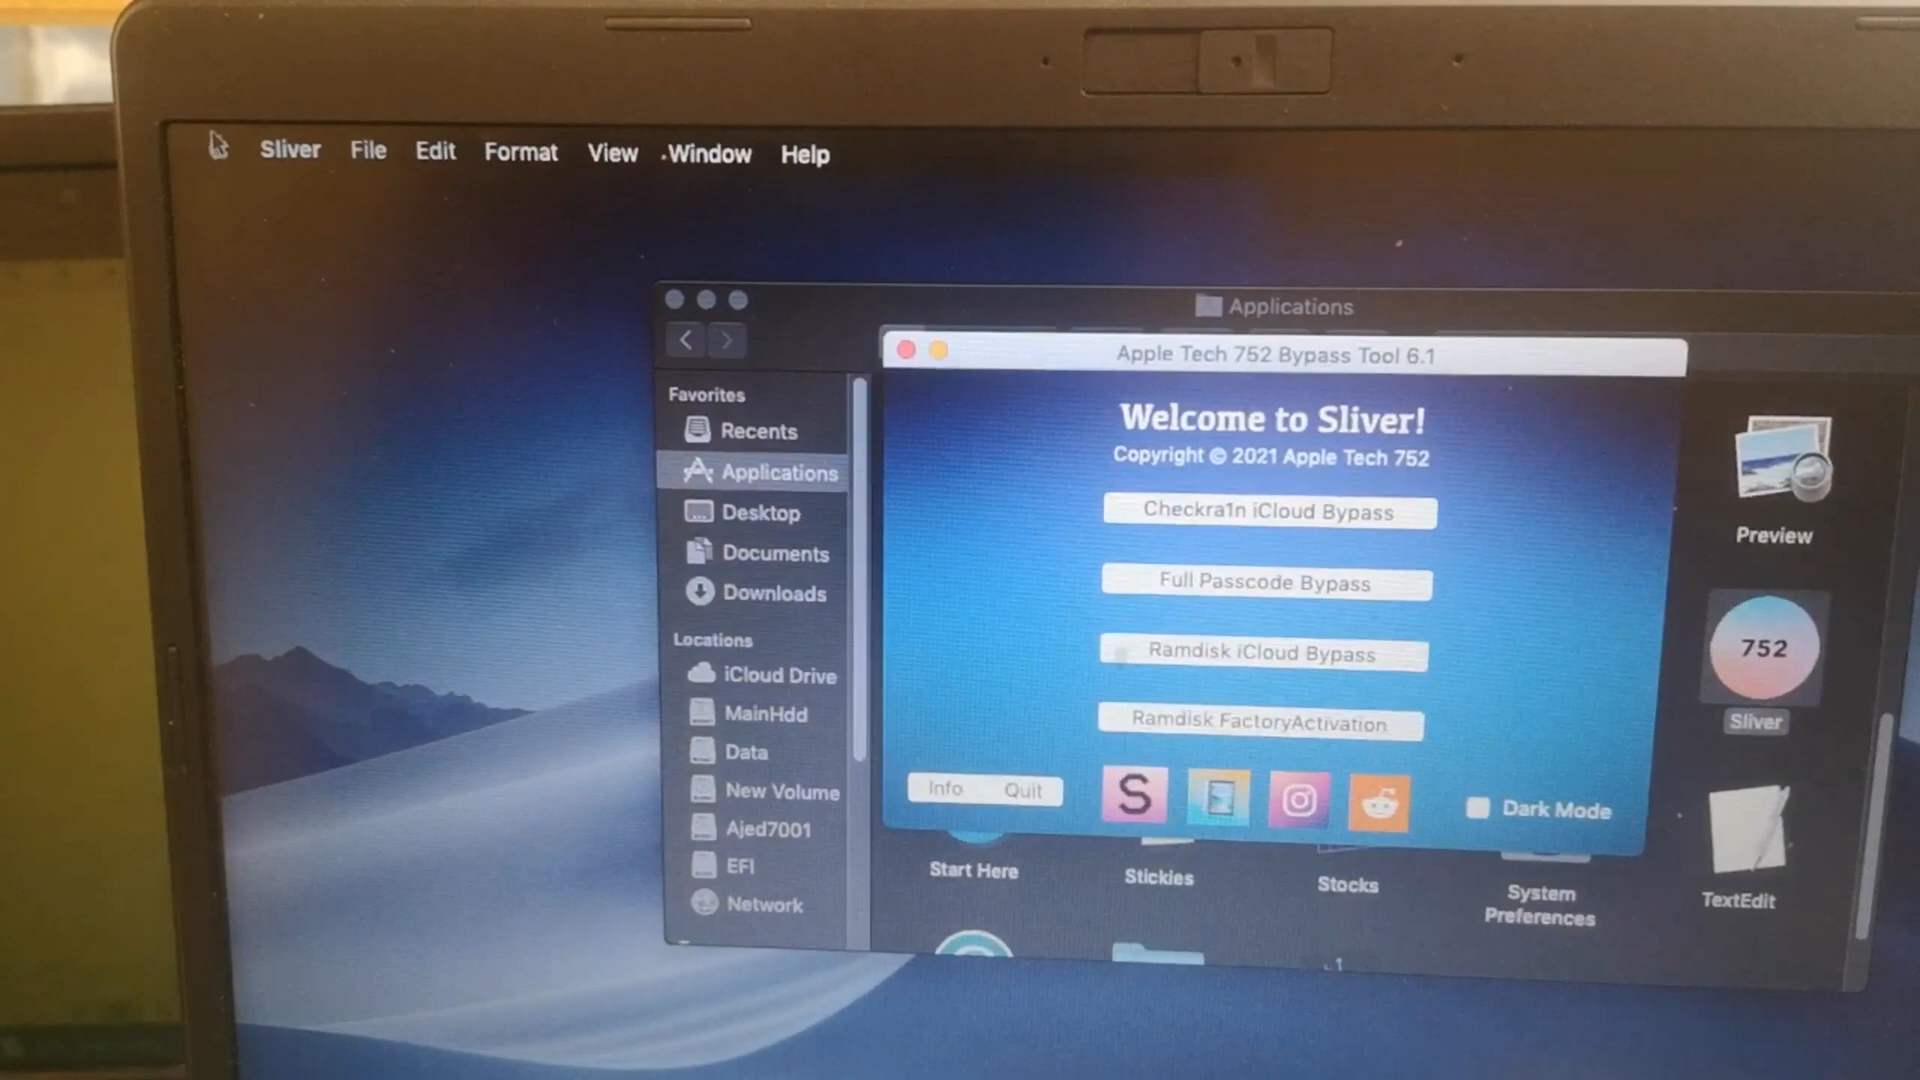 Sliver File Edit Format View Window Help
Applications
Apple Tech 752 Bypass Tool 6.1
Favorites
Recents
Applications
Desktop
Documents
Downloads
Locations
iCloud Drive
MainHdd
Data
New Volume
Ajed7001
EFI
Network
Welcome to Sliver!
Copyright © 2021 Apple Tech 752
Checkra1n iCloud Bypass
Full Passcode Bypass
Ramdisk iCloud Bypass
Ramdisk FactoryActivation
Info Quit
S
Dark Mode
Preview
752
Sliver
Start Here
Stickies
Stocks
System
Preferences
TextEdit